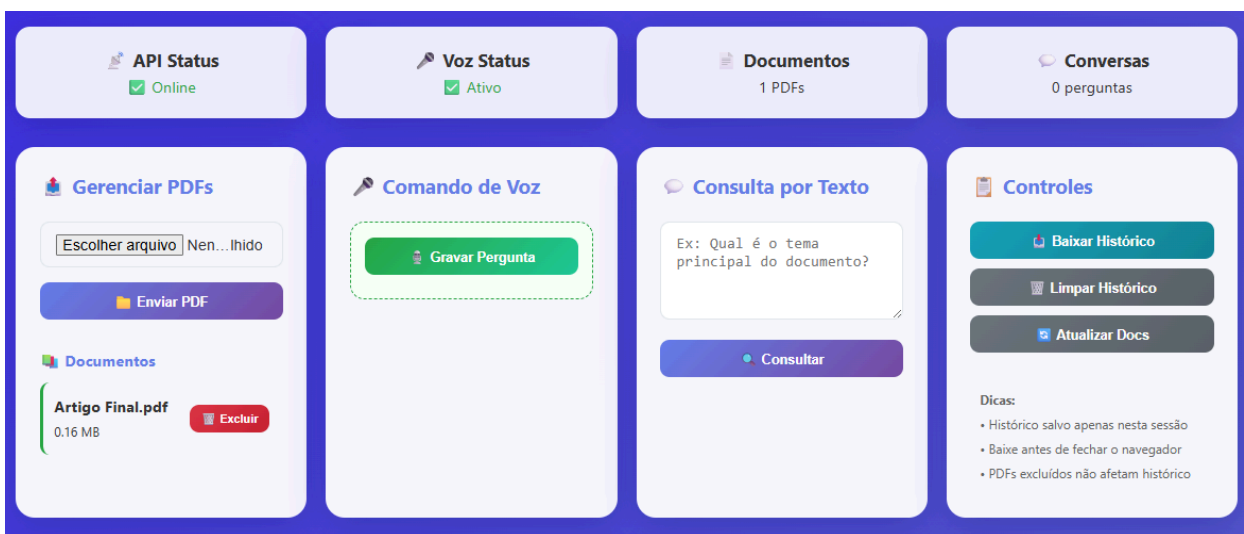 API Status
Online
Voz Status
Ativo
Documentos
1 PDFs
Conversas
0 perguntas
Gerenciar PDFs
Escolher arquivo Nen...lhido
Enviar PDF
Documentos
Artigo Final.pdf
0.16 MB
Excluir
Comando de Voz
Gravar Pergunta
Consulta por Texto
Ex: Qual é o tema
principal do documento?
Consultar
Controles
Baixar Histórico
Limpar Histórico
Atualizar Docs
Dicas:
• Histórico salvo apenas nesta sessão
• Baixe antes de fechar o navegador
• PDFs excluídos não afetam histórico